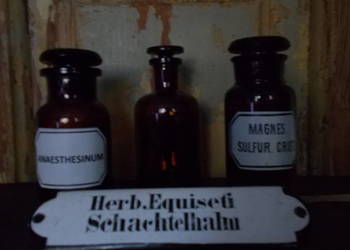 ANAESTHESINUM
MAGNES.
SULFUR. CRIST
Herb. Equiseti
Schachtelhalm